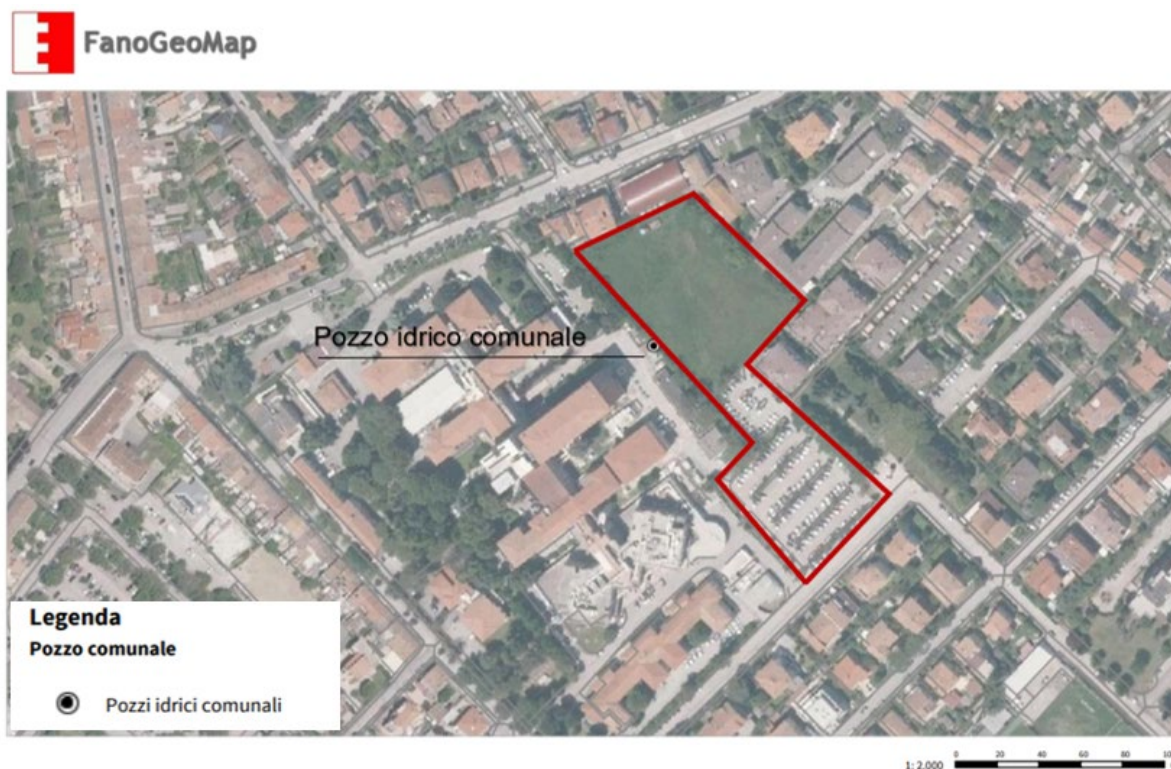 FanoGeoMap
Pozzo idrico comunale
Legenda
Pozzo comunale
Pozzi idrici comunali
1: 2.000
0 20 40 60 80